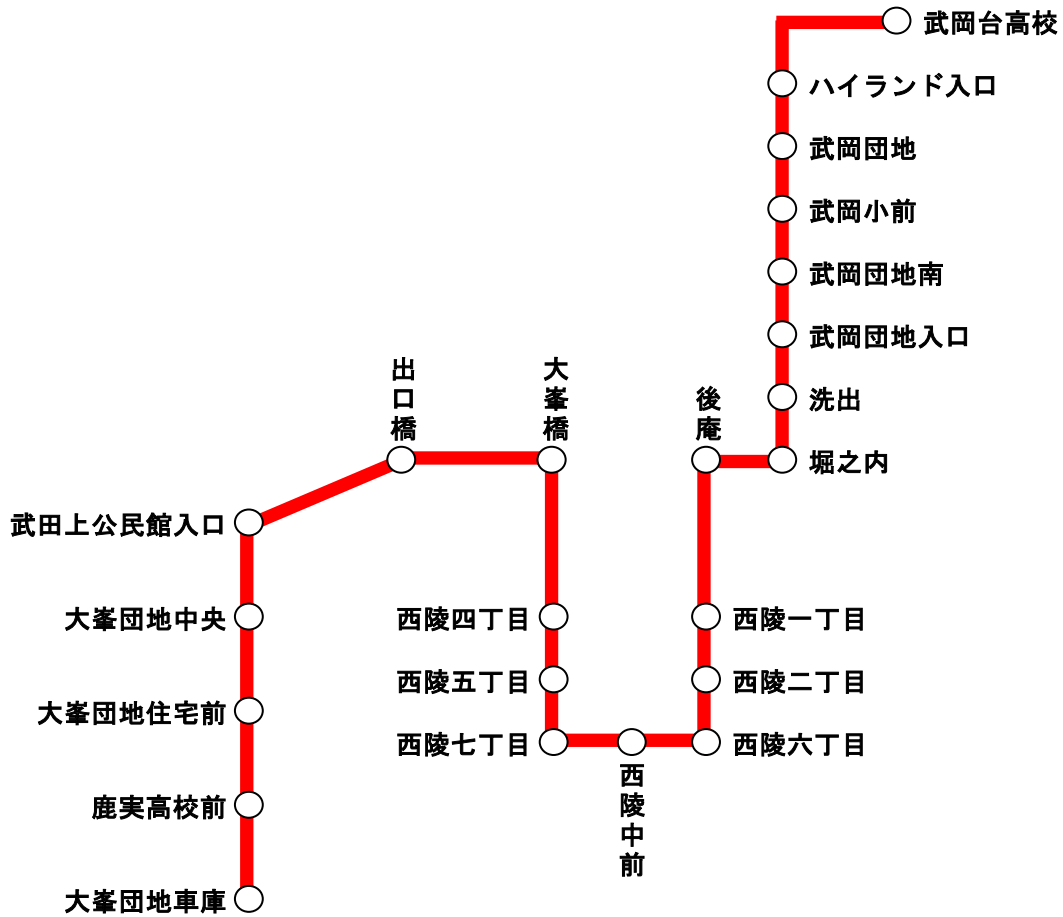 武岡台高校
ハイランド入口
武岡団地
武岡小前
武岡団地南
武岡団地入口
洗出
堀之内
後庵
大峯橋
出口橋
武田上公民館入口
大峯団地中央
大峯団地住宅前
鹿実高校前
大峯団地車庫
西陵四丁目
西陵五丁目
西陵七丁目
西陵中前
西陵一丁目
西陵二丁目
西陵六丁目